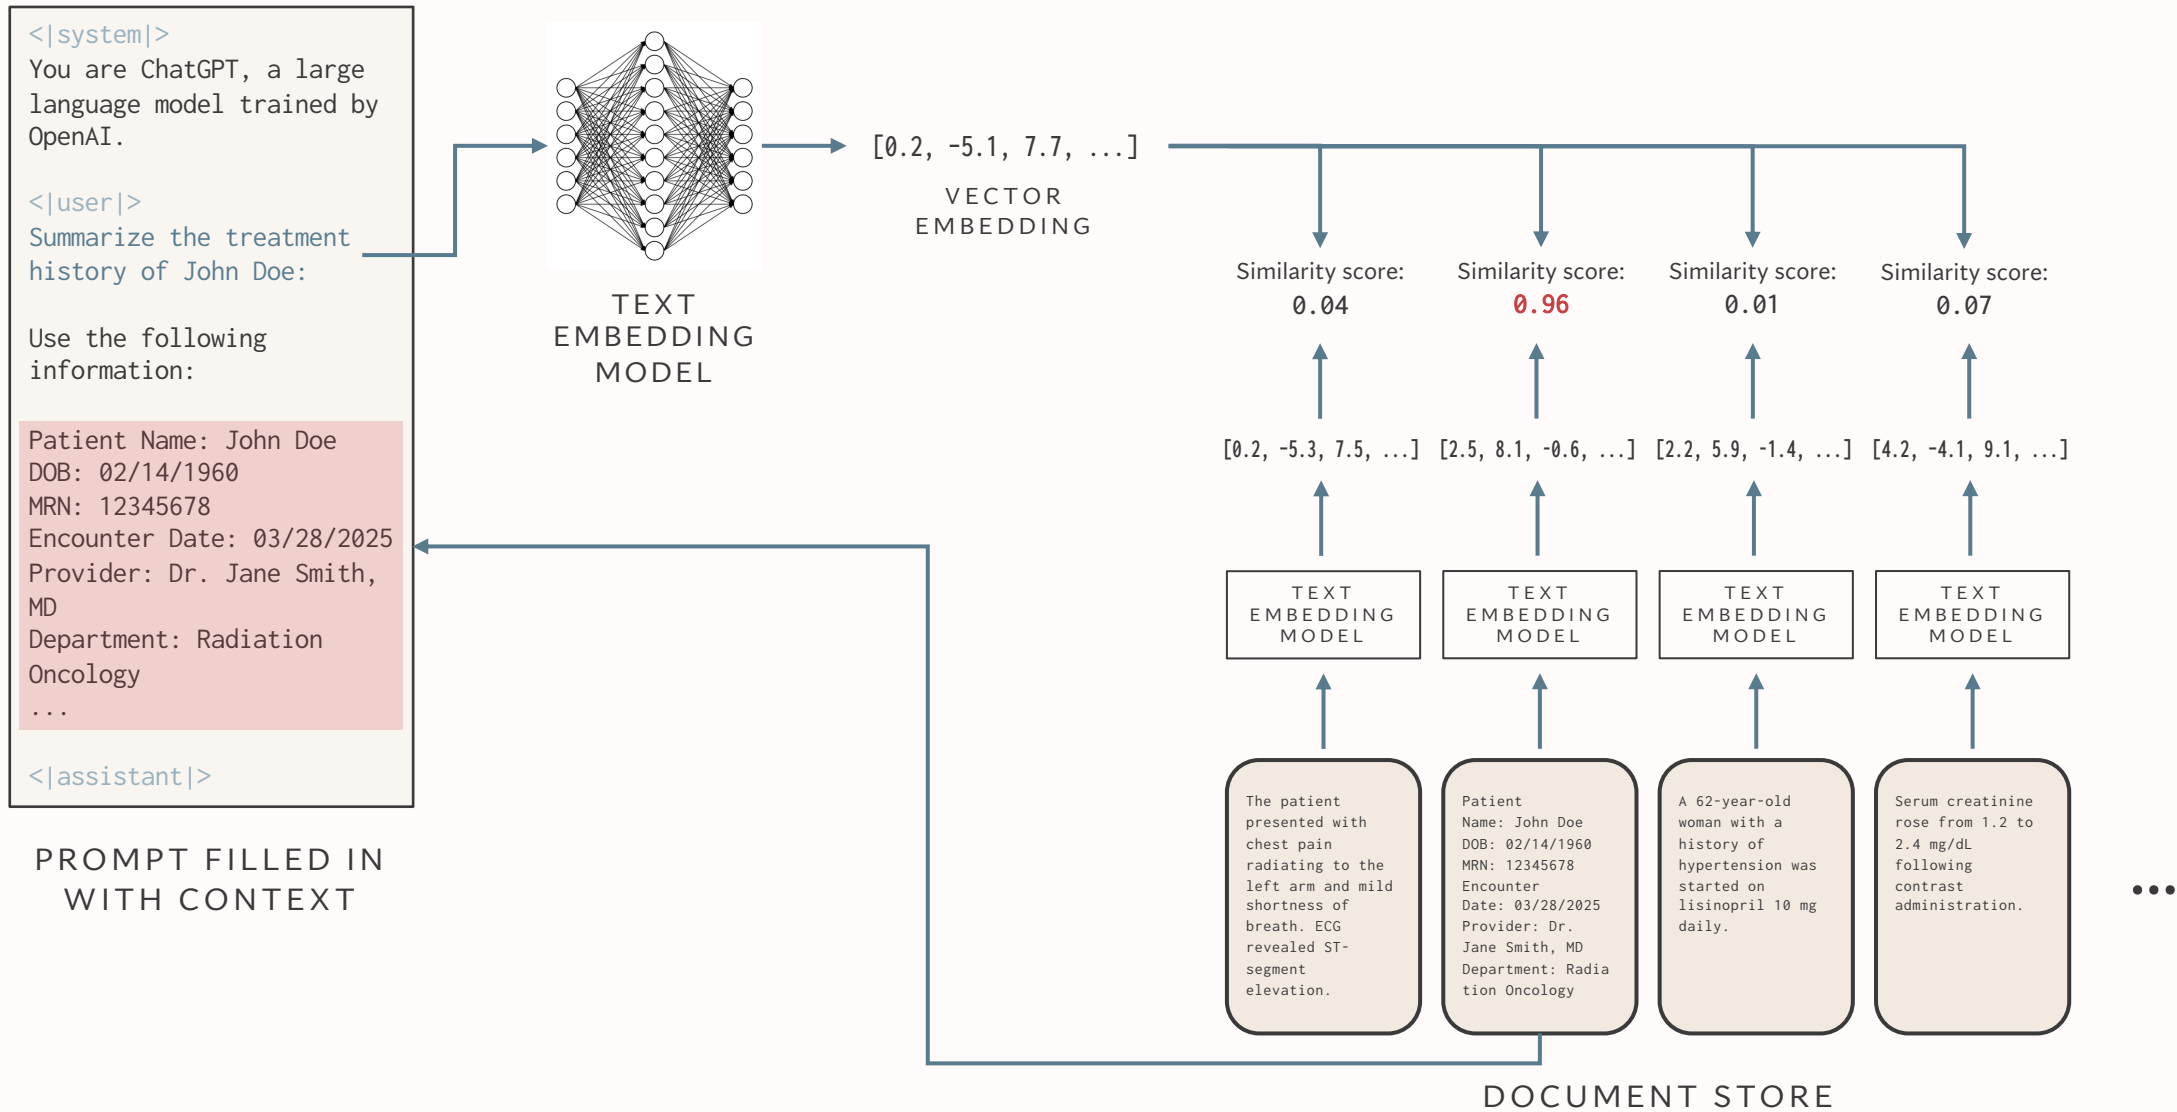 <|system|>
You are ChatGPT, a large
language model trained by
OpenAI.
<|user|>
Summarize the treatment
history of John Doe:
Use the following
information:
Patient Name: John Doe
DOB: 02/14/1960
MRN: 12345678
Encounter Date: 03/28/2025
Provider: Dr. Jane Smith,
MD
Department: Radiation
Oncology
...
<|assistant|>
PROMPT FILLED IN
WITH CONTEXT
TEXT
EMBEDDING
MODEL
[0.2, -5.1, 7.7, ...]
VECTOR
EMBEDDING
Similarity score:
0.04
Similarity score:
0.96
Similarity score:
0.01
Similarity score:
0.07
[0.2, -5.3, 7.5, ...]
[2.5, 8.1, -0.6, ...]
[2.2, 5.9, -1.4, ...]
[4.2, -4.1, 9.1, ...]
TEXT
EMBEDDING
MODEL
TEXT
EMBEDDING
MODEL
TEXT
EMBEDDING
MODEL
TEXT
EMBEDDING
MODEL
The patient
presented with
chest pain
radiating to the
left arm and mild
shortness of
breath. ECG
revealed ST-
segment
elevation.
Patient
Name: John Doe
DOB: 02/14/1960
MRN: 12345678
Encounter
Date: 03/28/2025
Provider: Dr.
Jane Smith, MD
Department: Radia
tion Oncology
A 62-year-old
woman with a
history of
hypertension was
started on
lisinopril 10 mg
daily.
Serum creatinine
rose from 1.2 to
2.4 mg/dL
following
contrast
administration.
...
DOCUMENT STORE